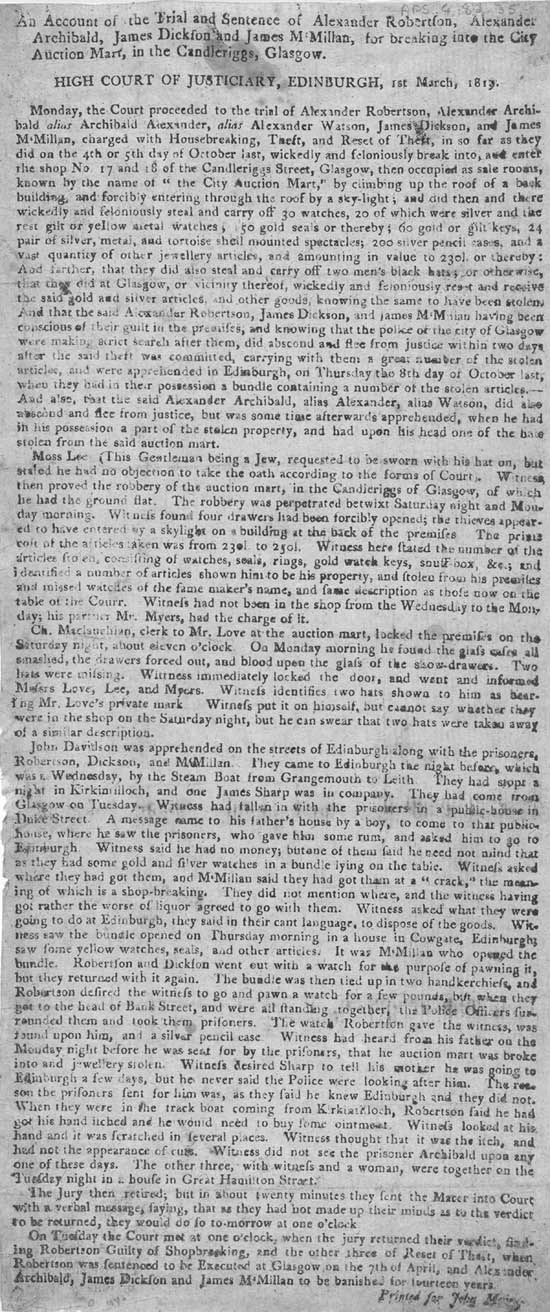 APS.4.82.35
An Account of the Trial and Sentence of Alexander Robertson, Alexander
Archibald, James Dickson and James McMillan, for breaking into the City
Auction Mart, in the Candleriggs, Glasgow.
HIGH COURT OF JUSTICIARY, EDINBURGH, 1st March, 1813.
Monday, the Court proceeded to the trial of Alexander Robertson, Alexander Archi-
bald alias Archibald Alexander, alias Alexander Watson, James Dickson, and James
M'Millan, charged with Housebreaking, Theft, and Reset of Theft, in so far as they
did on the 4th or 5th day of October last, wickedly and feloniously break into, and enter
the shop No. 17 and 18 of the Candleriggs Street, Glasgow, then occupied as sale rooms,
known by the name of " the City Auction Mart," by climbing up the roof of a back
building, and forcibly entering through the roof by a sky-light; and did then and there
wickedly and feloniously steal and carry off 30 watches, 20 of which were silver and the
rest gilt or yellow metal watches; 50 gold seals or thereby; 60 gold or gilt keys, 24
pair of silver, metal, and tortoise shell mounted spectacles; 200 silver pencil cases, and a
vast quantity of other jewellery articles, and amounting in value to 230l. or thereby:
And farther, that they did also steal and carry off two men's black hats; or otherwise,
that they did at Glasgow, or vicinity thereof, wickedly and feloniously reset and receive
the said gold and silver articles, and other goods, knowing the same to have been stolen.
And that the said Alexander Robertson, James Dickson, and James M'Millan having been
conscious of their guilt in the premises, and knowing that the police of the city of Glasgow
were making strict search after them, did abscond and flee from justice within two days
after the said theft was committed, carrying with them a great number of the stolen
articles, and were apprehended in Edinburgh, on Thursday the 8th day of October last,
when they had in their possession a bundle containing a number of the stolen articles.—
And also, that the said Alexander Archibald, alias Alexander, alias Watson, did also
abscond and flee from justice, but was some time afterwards apprehended, when he had
in his possession a part of the stolen property, and had upon his head one of the hats
stolen from the said auction mart.
Moss Lee (This Gentleman being a Jew, requested to be sworn with his hat on, but
stated he had no objection to take the oath according to the forms of Court. Witness
then proved the robbery of the auction mart, in the Candleriggs of Glasgow, of which
he had the ground flat. The robbery was perpetrated betwixt Saturday night and Mon-
day morning. Witness found four drawers had been forcibly opened; the thieves appear-
ed to have entered by a skylight on a building at the back of the premises The prime
cost of the articles taken was from 230l. to 250l. Witness here stated the number of the
articles stolen, consisting of watches, seals, rings, gold watch keys, snuff-box, &c.; and
identified a number of articles shown him to be his property, and stolen from his premises
and missed watches of the same maker's name, and same description as those now on the
table of the Court. Witness had not been in the shop from the Wednesday to the Mon-
day; his partner Mr. Myers, had the charge of it.
Ch. Maclauchlan, clerk to Mr. Love at the auction mart, locked the premises on the
Saturday night, about eleven o'clock. On Monday morning he found the glass cases all
smashed, the drawers forced out, and blood upon the glass of the show-drawers. Two
hats were missing. Witness immediately locked the door, and went and informed
Messrs Love, Lee, and Myers. Witness identifies two hats shown to him as bear-
ing Mr. Love's private mark Witness put it on himself, but cannot say whether they
were in the shop on the Saturday night, but he can swear that two hats were taken away
of a similar description.
John Davidson was apprehended on the streets of Edinburgh along with the prisoners,
Robertson, Dickson, and M'Millan. They came to Edinburgh the night before, which
was a Wednesday, by the Steam Boat from Grangemouth to Leith They had stopt a
night in Kirkintilloch, and one James Sharp was in company. They had come from
Glasgow on Tuesday. Witness had fallen in with the prisoners in a public-house in
Duke Street. A message came to his father's house by a boy, to come to that public-
house, where he saw the prisoners, who gave him some rum, and asked him to go to
Edinburgh Witness said he had no money; but one of them said he need not mind that
as they had some gold and silver watches in a bundle lying on the table. Witness asked
where they had got them, and M'Millan said they had got them at a " crack," the mean-
ing of which is a shop-breaking. They did not mention where, and the witness having
got rather the worse of liquor agreed to go with them. Witness asked what they were
going to do at Edinburgh, they said in their cant language, to dispose of the goods. Wit-
ness saw the bundle opened on Thursday morning in a house in Cowgate, Edinburgh;
saw some yellow watches, seals, and other articles. It was M'Millan who opened the
bundle. Robertson and Dickson went out with a watch for the purpose of pawning it,
but they returned with it again. The bundle was then tied up in two handkerchiefs, and
Robertson desired the witness to go and pawn a watch for a few pounds, but when they
got to the head of Bank Street, and were all standing together, the Police Officers sur-
rounded them and took them prisoners. The watch Robertson gave the witness, was
found upon him, and a silver pencil case Witness had heard from his father on the
Monday night before he was sent for by the prisoners, that he auction mart was broke
into and jewellery stolen. Witness desired Sharp to tell his mother he was going to
Edinburgh a few days, but he never said the Police were looking after him. The rea-
son the prisoners sent for him was, as they said he knew Edinburgh and they did not.
When they were in the track boat coming from Kirkintilloch, Robertson said he had
got his hand itched and he would need to buy some ointment. Witness looked at his
hand and it was scratched in several places. Witness thought that it was the itch, and
had not the appearance of cuts. Witness did not see the prisoner Archibald upon any
one of these days. The other three, with witness and a woman, were together on the
Tuesday night in a house in Great Hamilton Street.
The Jury then retired; but in about twenty minutes they sent the Macer into Court
with a verbal message, saying, that as they had not made up their minds as to the verdict
to be returned, they would do so to-morrow at one o'clock
On Tuesday the Court met at one o'clock, when the jury returned their verdict, find-
ing Robertson Guilty of Shopbreaking, and the other three of Reset of Theft, when
Robertson was sentenced to be Executed at Glasgow on the 7th of April, and Alexander
Archibald, James Dickson and James M'Millan to be banished for fourteen years.
Printed for John